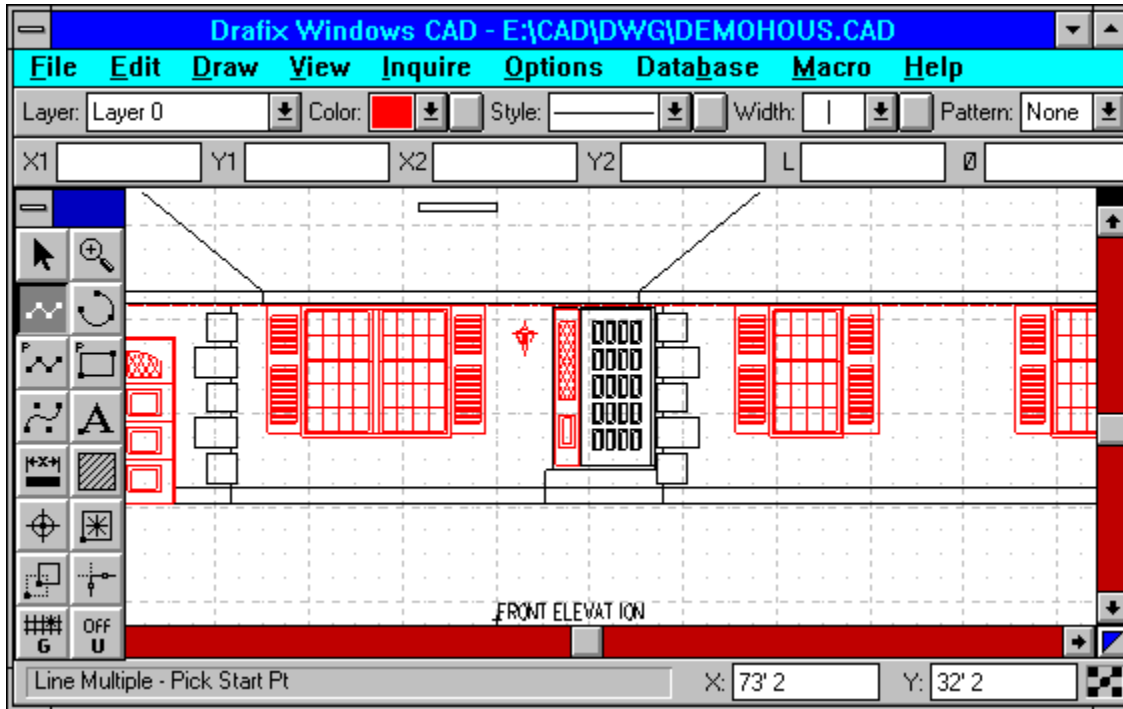 Drafix Windows CAD - E:\CAD\DWG\DEMOHOUS.CAD
File Edit Draw View Inquire Options Database Macro Help
Layer: Layer 0 Color: Style: Width: Pattern: None
X1 Y1 X2 Y2 L Ø
P P
A
X
G Off U
FRONT ELEVATION
Line Multiple - Pick Start Pt X: 73' 2 Y: 32' 2